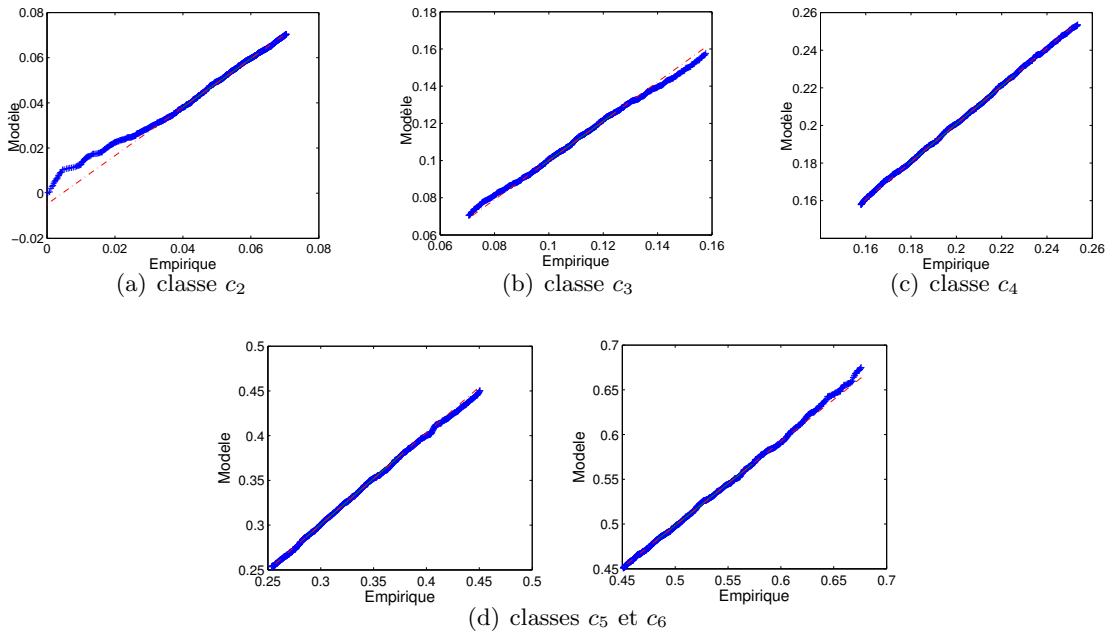 0.08
0.06
0.04
0.02
0
−0.02
Modèle
0 0.02 0.04 0.06 0.08
Empirique
(a) classe c2
0.18
0.16
0.14
0.12
0.1
0.08
0.06
Modèle
0.06 0.08 0.1 0.12 0.14 0.16
Empirique
(b) classe c3
0.26
0.24
0.22
0.2
0.18
0.16
Modèle
0.16 0.18 0.2 0.22 0.24 0.26
Empirique
(c) classe c4
0.5
0.45
0.4
0.35
0.3
0.25
Modele
0.25 0.3 0.35 0.4 0.45 0.5
Empirique
0.7
0.65
0.6
0.55
0.5
0.45
Modele
0.45 0.5 0.55 0.6 0.65 0.7
Empirique
(d) classes c5 et c6